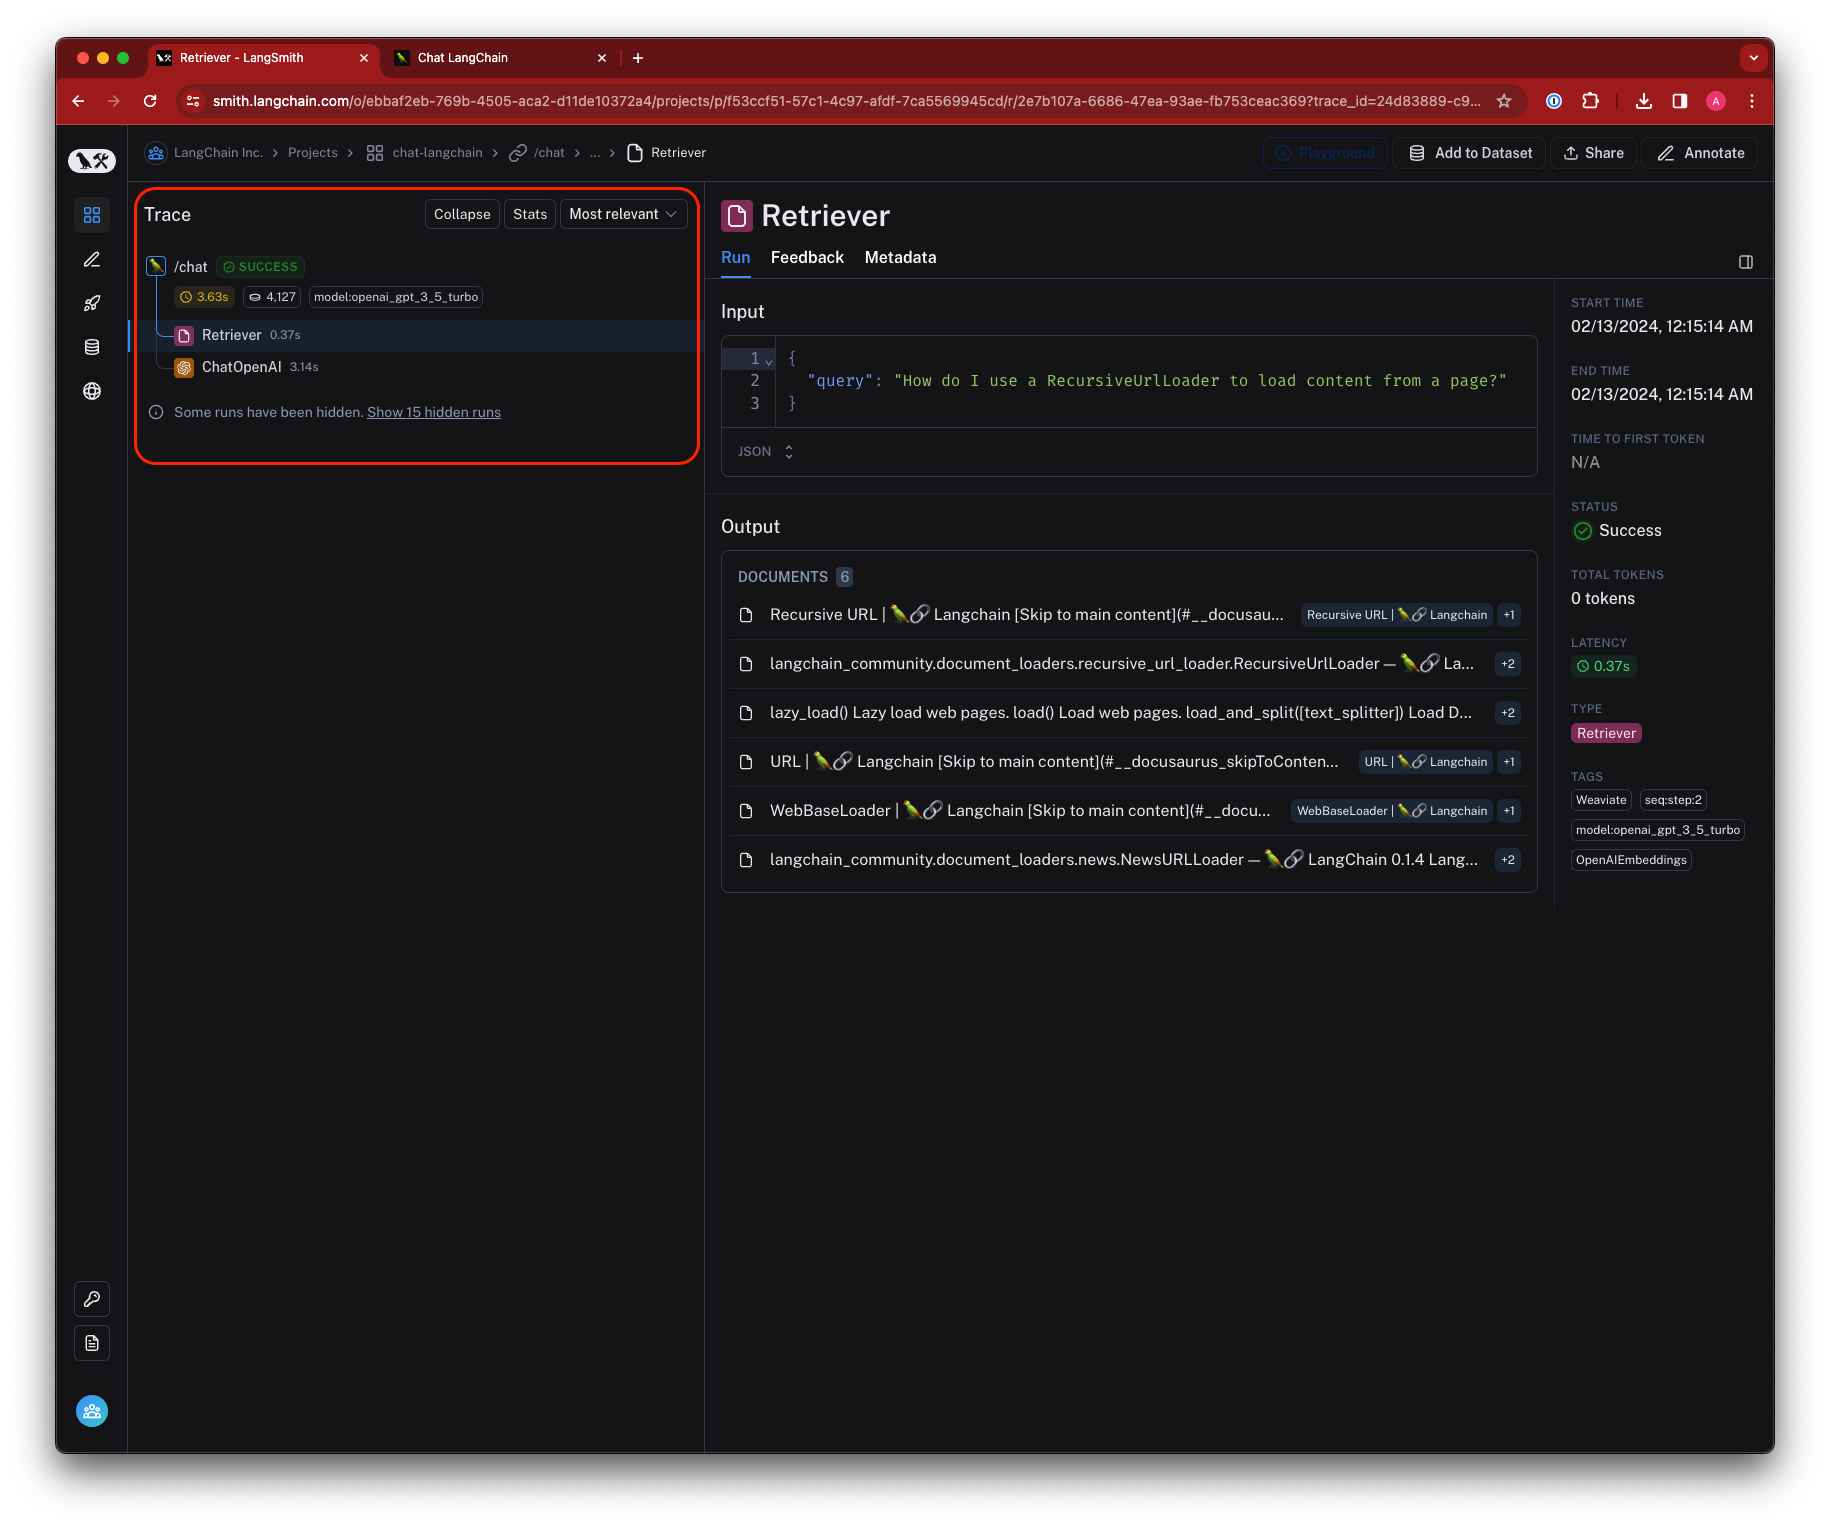 Retriever - LangSmith
Chat LangChain
smith.langchain.com/o/ebbaf2eb-769b-4505-aca2-d11de10372a4/projects/p/f53ccf51-57c1-4c97-afdf-7ca5569945cd/r/2e7b107a-6686-47ea-93ae-fb753ceac369?trace_id=24d83889-c9...
A
LangChain Inc. > Projects > chat-langchain > /chat > ... > Retriever
Playground
Add to Dataset
Share
Annotate
Trace
Collapse
Stats
Most relevant
/chat SUCCESS
3.63s 4,127 model:openai_gpt_3_5_turbo
Retriever 0.37s
ChatOpenAI 3.14s
Some runs have been hidden. Show 15 hidden runs
Retriever
Run Feedback Metadata
Input
1 {
2 "query": "How do I use a RecursiveUrlLoader to load content from a page?"
3 }
JSON
Output
DOCUMENTS 6
Recursive URL | 🦜🔗 Langchain [Skip to main content](#__docusau... Recursive URL | 🦜🔗 Langchain +1
langchain_community.document_loaders.recursive_url_loader.RecursiveUrlLoader — 🦜🔗 La... +2
lazy_load() Lazy load web pages. load() Load web pages. load_and_split([text_splitter]) Load D... +2
URL | 🦜🔗 Langchain [Skip to main content](#__docusaurus_skipToConten... URL | 🦜🔗 Langchain +1
WebBaseLoader | 🦜🔗 Langchain [Skip to main content](#__docu... WebBaseLoader | 🦜🔗 Langchain +1
langchain_community.document_loaders.news.NewsURLLoader — 🦜🔗 LangChain 0.1.4 Lang... +2
START TIME
02/13/2024, 12:15:14 AM
END TIME
02/13/2024, 12:15:14 AM
TIME TO FIRST TOKEN
N/A
STATUS
Success
TOTAL TOKENS
0 tokens
LATENCY
0.37s
TYPE
Retriever
TAGS
Weaviate seq:step:2
model:openai_gpt_3_5_turbo
OpenAIEmbeddings